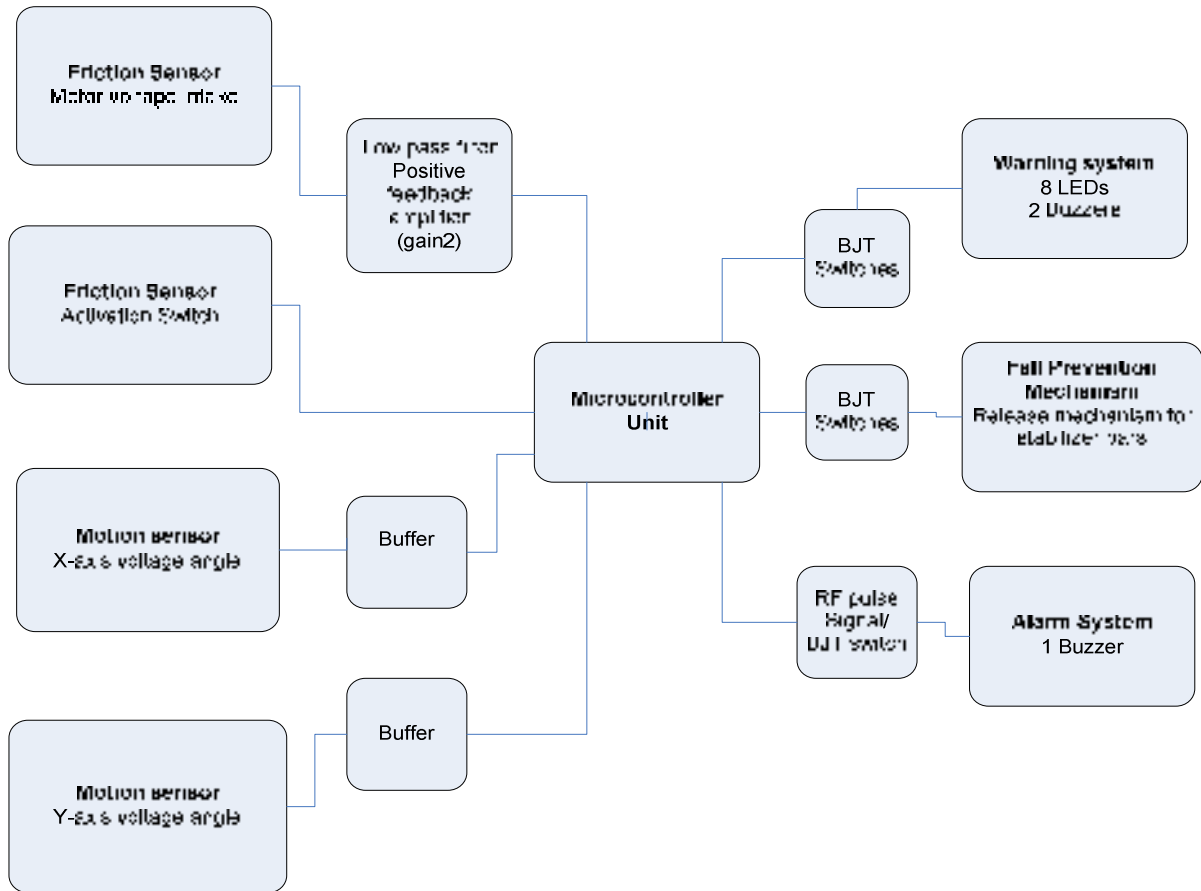 Friction Sensor
Motor voltage
Low pass filter
Positive
feedback
amplifier
(gain2)
Friction Sensor
Activation Switch
Motion sensor
X-axis voltage angle
Buffer
Motion sensor
Y-axis voltage angle
Buffer
Microcontroller
Unit
BJT
Switches
Warning system
8 LEDs
2 Buzzers
BJT
Switches
Fall Prevention
Mechanism
Release mechanism for
stabilizer bars
RF pulse
Signal/
BJT switch
Alarm System
1 Buzzer